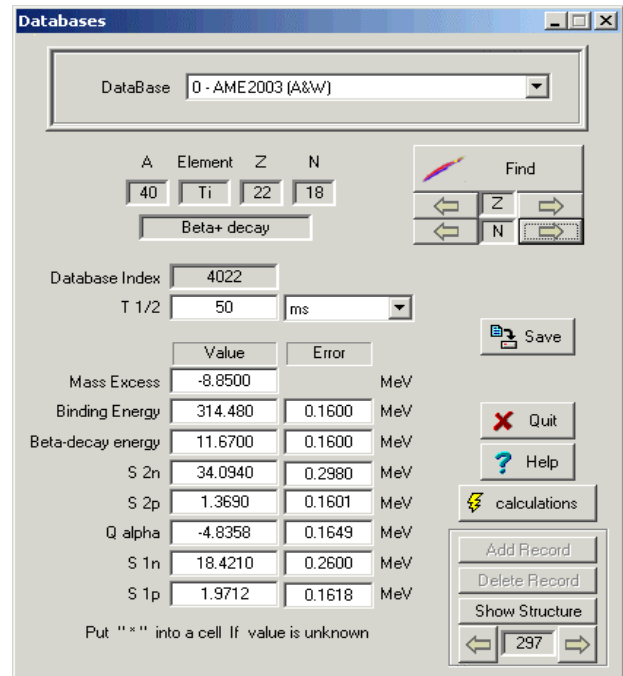 Databases
DataBase 0 - AME2003 (A&W)
A Element Z N
40 Ti 22 18
Beta+ decay
Find
Z
N
Database Index 4022
T 1/2 50 ms
Save
Value Error
Mass Excess -8.8500 MeV
Binding Energy 314.480 0.1600 MeV
Beta-decay energy 11.6700 0.1600 MeV
S 2n 34.0940 0.2980 MeV
S 2p 1.3690 0.1601 MeV
Q alpha -4.8358 0.1649 MeV
S 1n 18.4210 0.2600 MeV
S 1p 1.9712 0.1618 MeV
Put "*" into a cell If value is unknown
Quit
Help
calculations
Add Record
Delete Record
Show Structure
297